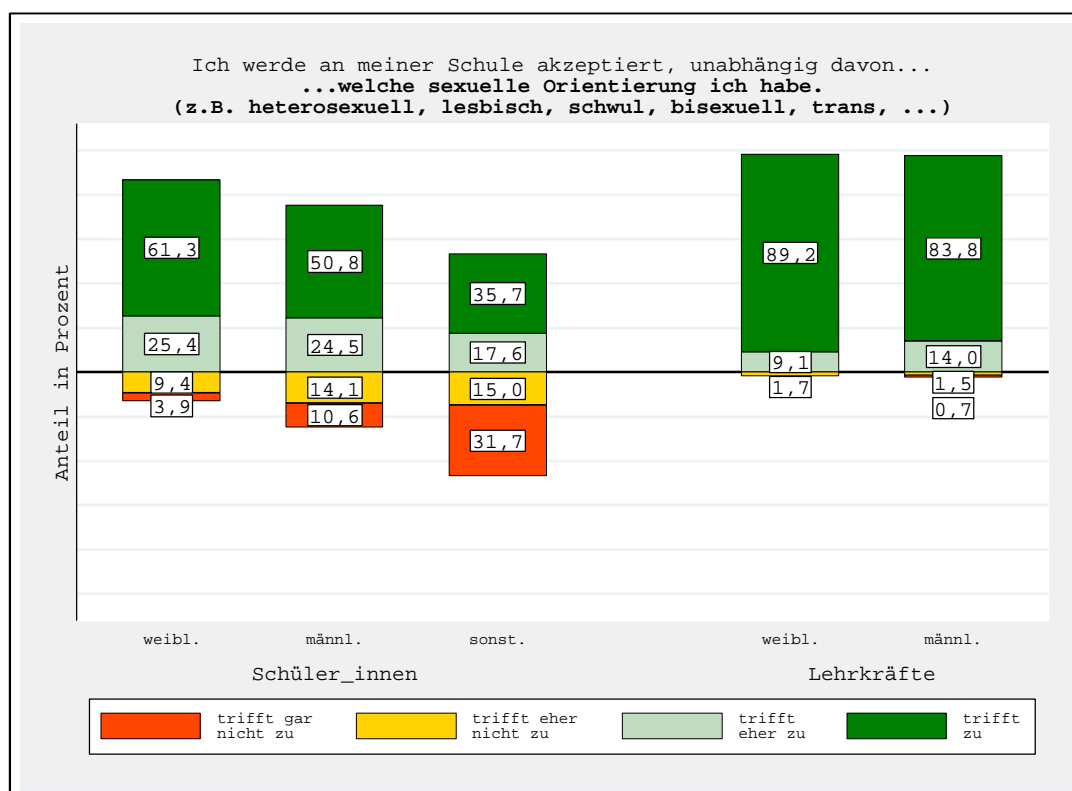 Ich werde an meiner Schule akzeptiert, unabhängig davon...
...welche sexuelle Orientierung ich habe.
(z.B. heterosexuell, lesbisch, schwul, bisexuell, trans, ...)
Anteil in Prozent
61,3
25,4
9,4
3,9
50,8
24,5
14,1
10,6
35,7
17,6
15,0
31,7
89,2
9,1
1,7
83,8
14,0
1,5
0,7
weibl. männl. sonst. weibl. männl.
Schüler_innen Lehrkräfte
trifft gar
nicht zu
trifft eher
nicht zu
trifft
eher zu
trifft
zu